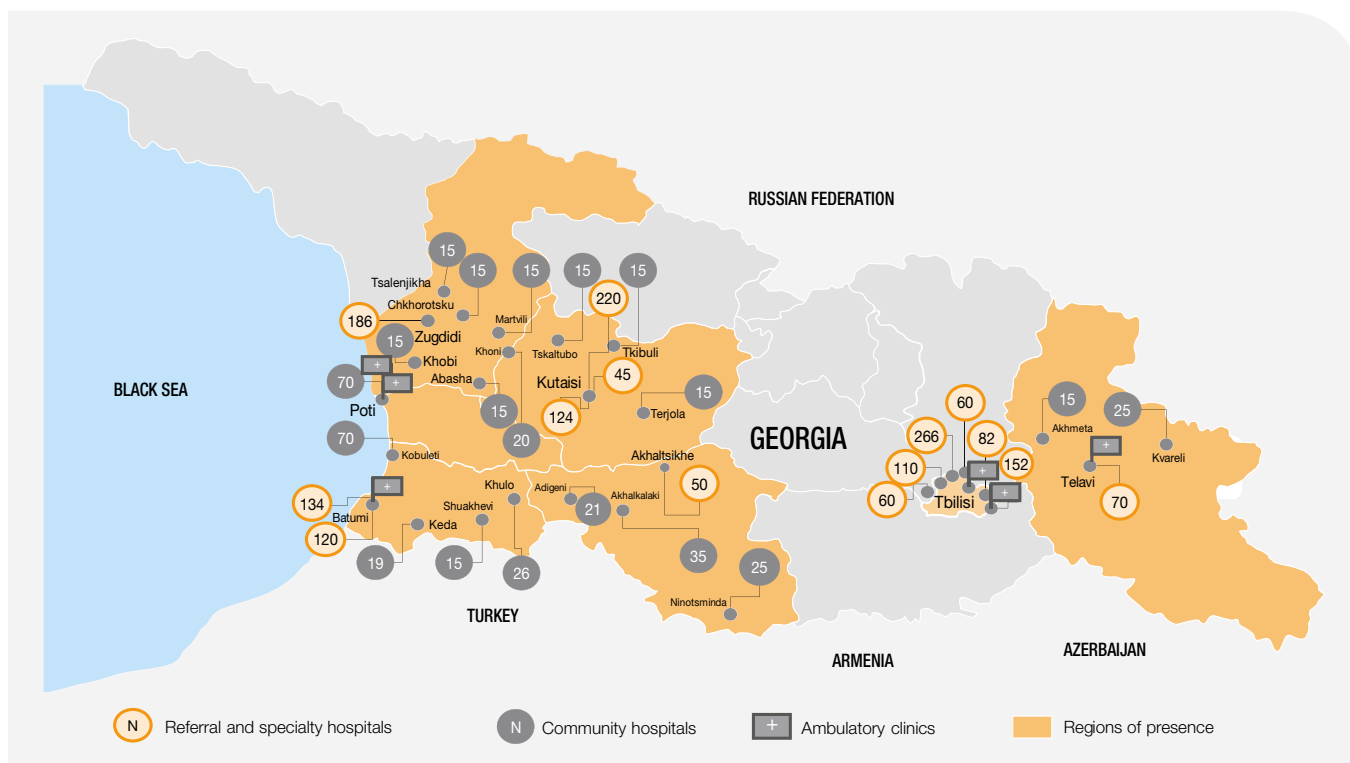 RUSSIAN FEDERATION
15
15
15
15
15
Tsalenjikha
220
Chkhorotsku
186
Martvili
15
Zugdidi
Khoni
Tskaltubo
Tkibuli
Khobi
45
70
Abasha
Kutaisi
BLACK SEA
15
15
60
15
25
Poti
15
124
Terjola
Akhmeta
70
20
GEORGIA
266
82
Kvareli
Kobuleti
Akhaltsikhe
110
152
Telavi
134
Khulo
Adigeni
50
60
Tbilisi
70
Batumi
Shuakhevi
21
Akhalkalaki
120
Keda
19
15
26
35
25
Ninotsminda
TURKEY
ARMENIA
AZERBAIJAN
N Referral and specialty hospitals
N Community hospitals
+ Ambulatory clinics
Regions of presence